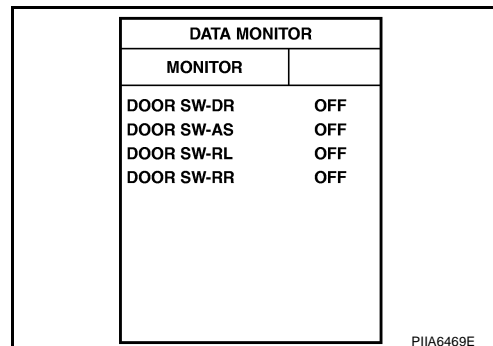 DATA MONITOR
MONITOR
DOOR SW-DR OFF
DOOR SW-AS OFF
DOOR SW-RL OFF
DOOR SW-RR OFF
PIIA6469E